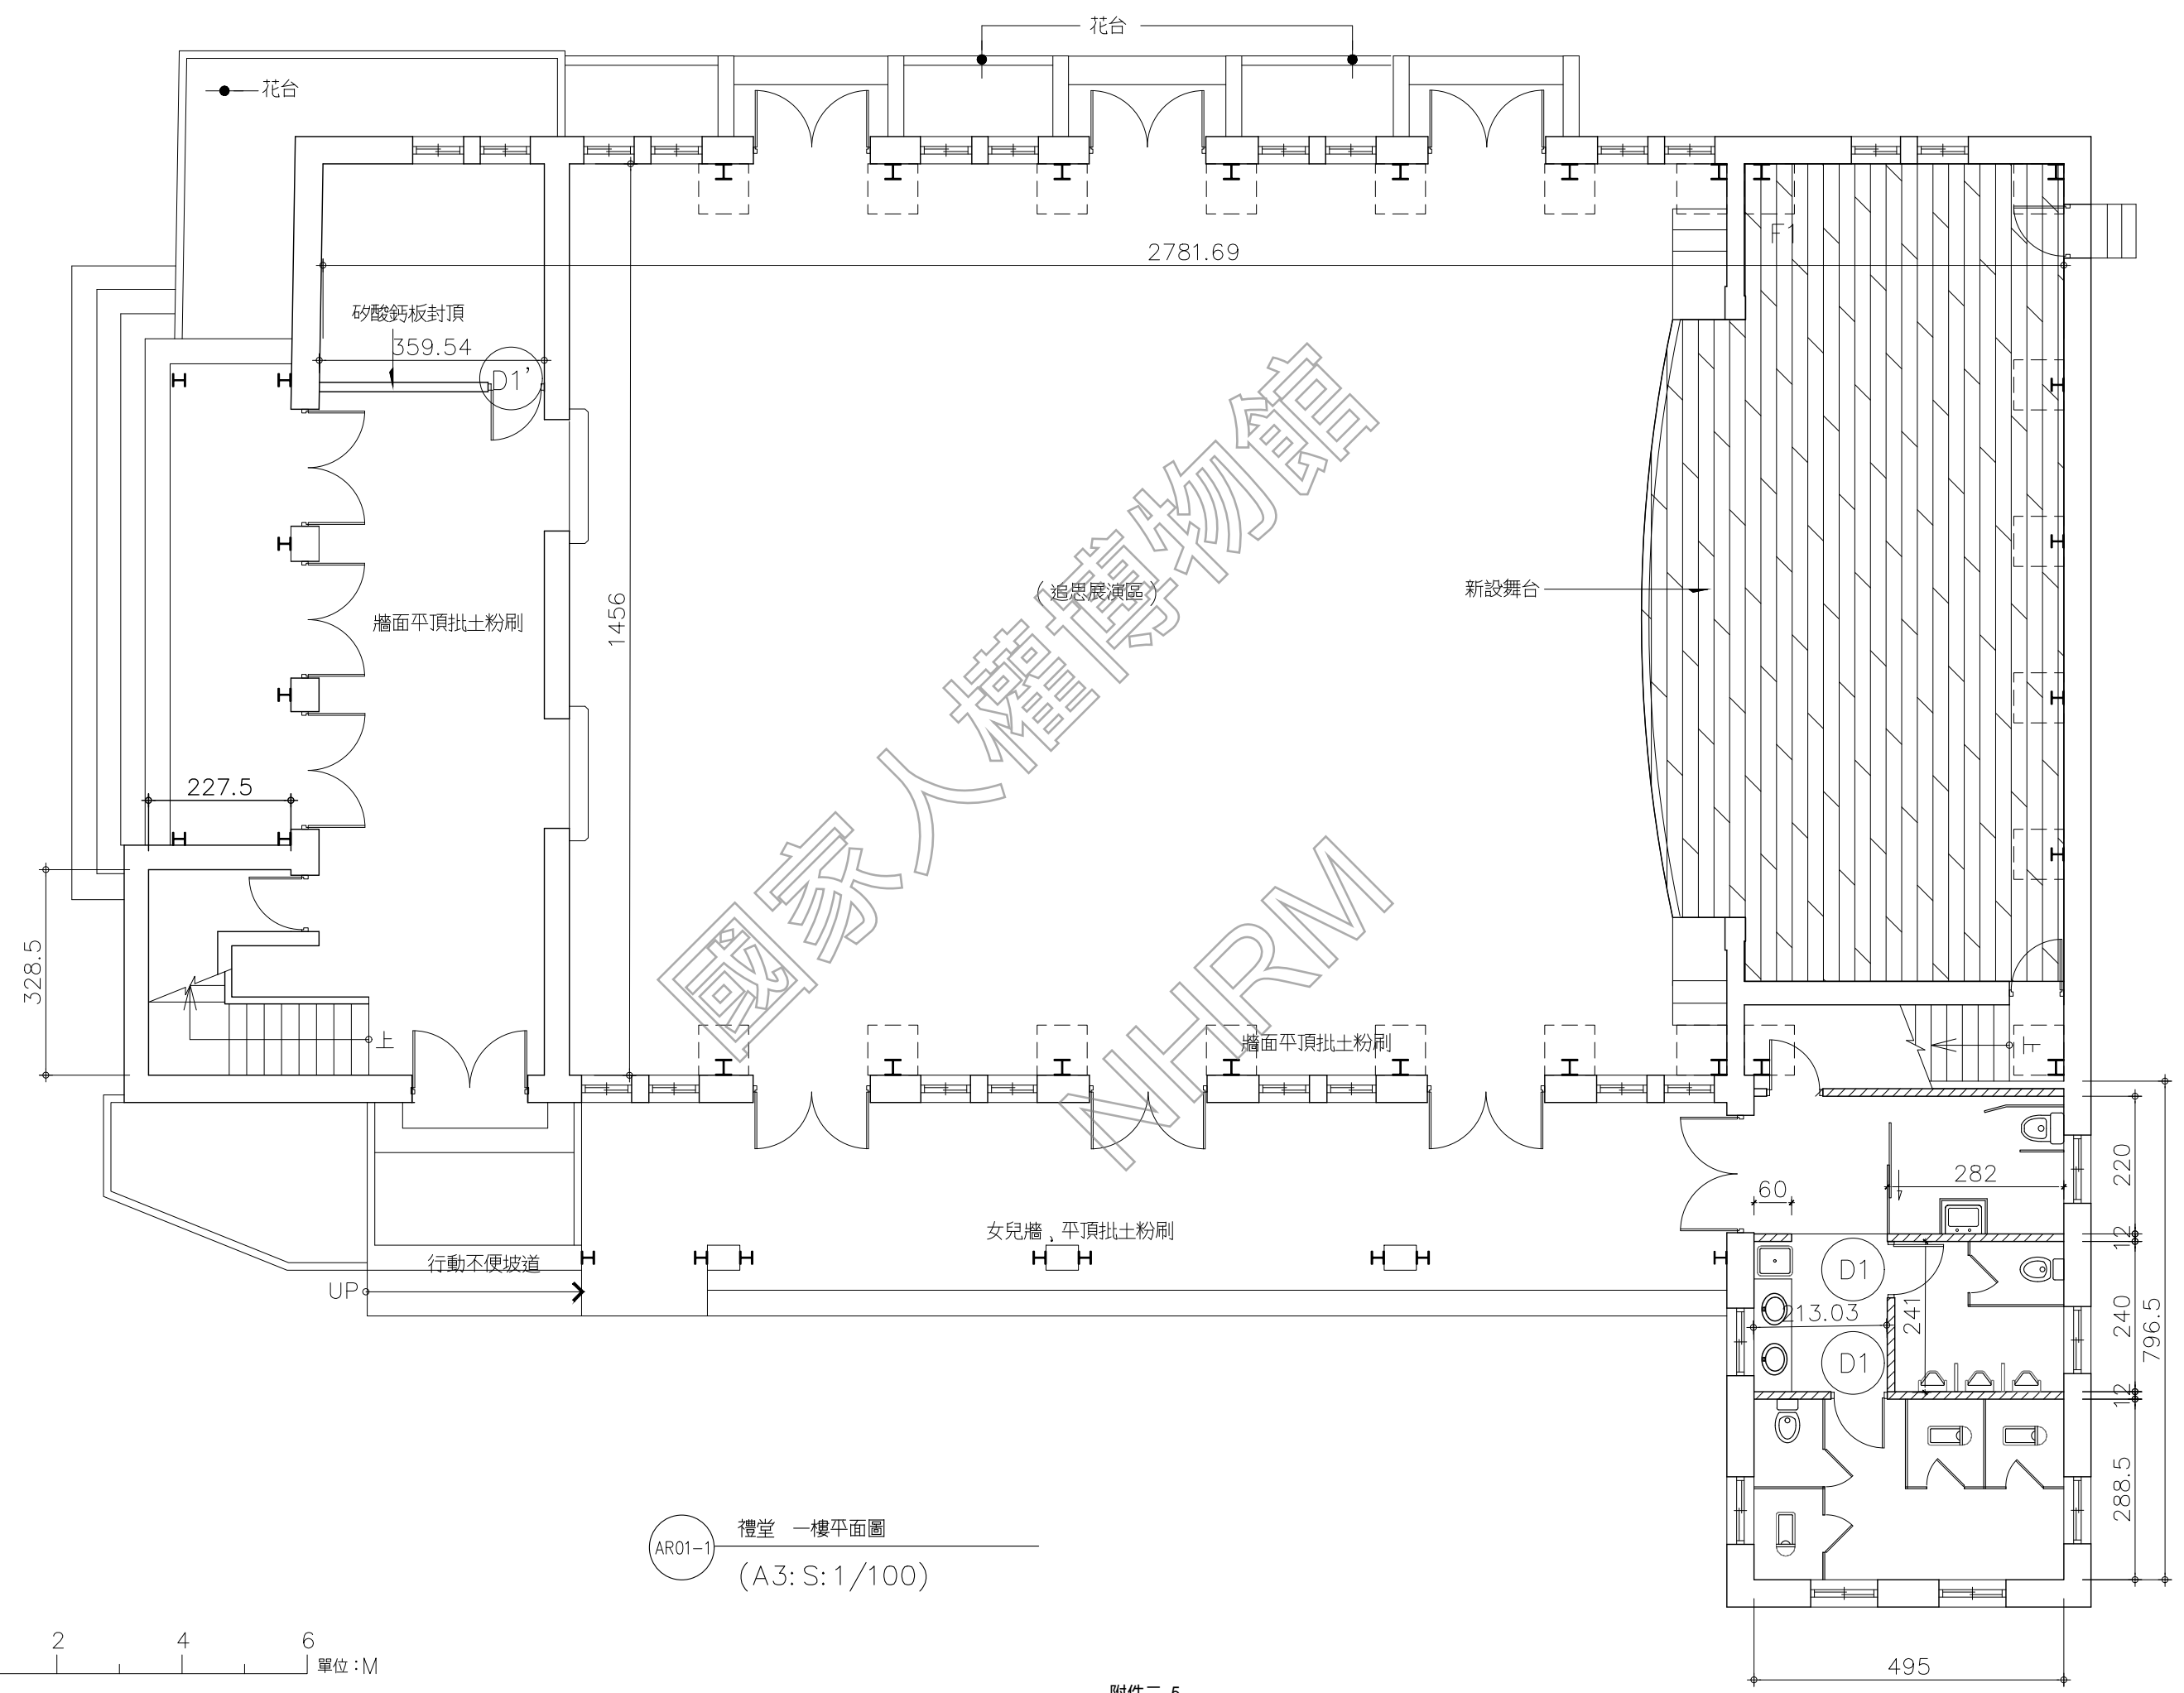 花台
花台
F1
2781.69
矽酸鈣板封頂
359.54
D1'
(追思展演區)
新設舞台
1456
牆面平頂批土粉刷
國家人權博物館
NHRM
227.5
328.5
上
牆面平頂批土粉刷
下
220
282
60
女兒牆、平頂批土粉刷
12
行動不便坡道
UP
D1
213.03
241
240
796.5
D1
12
288.5
AR01-1
禮堂 一樓平面圖
(A3:S:1/100)
2 4 6
單位：M
495